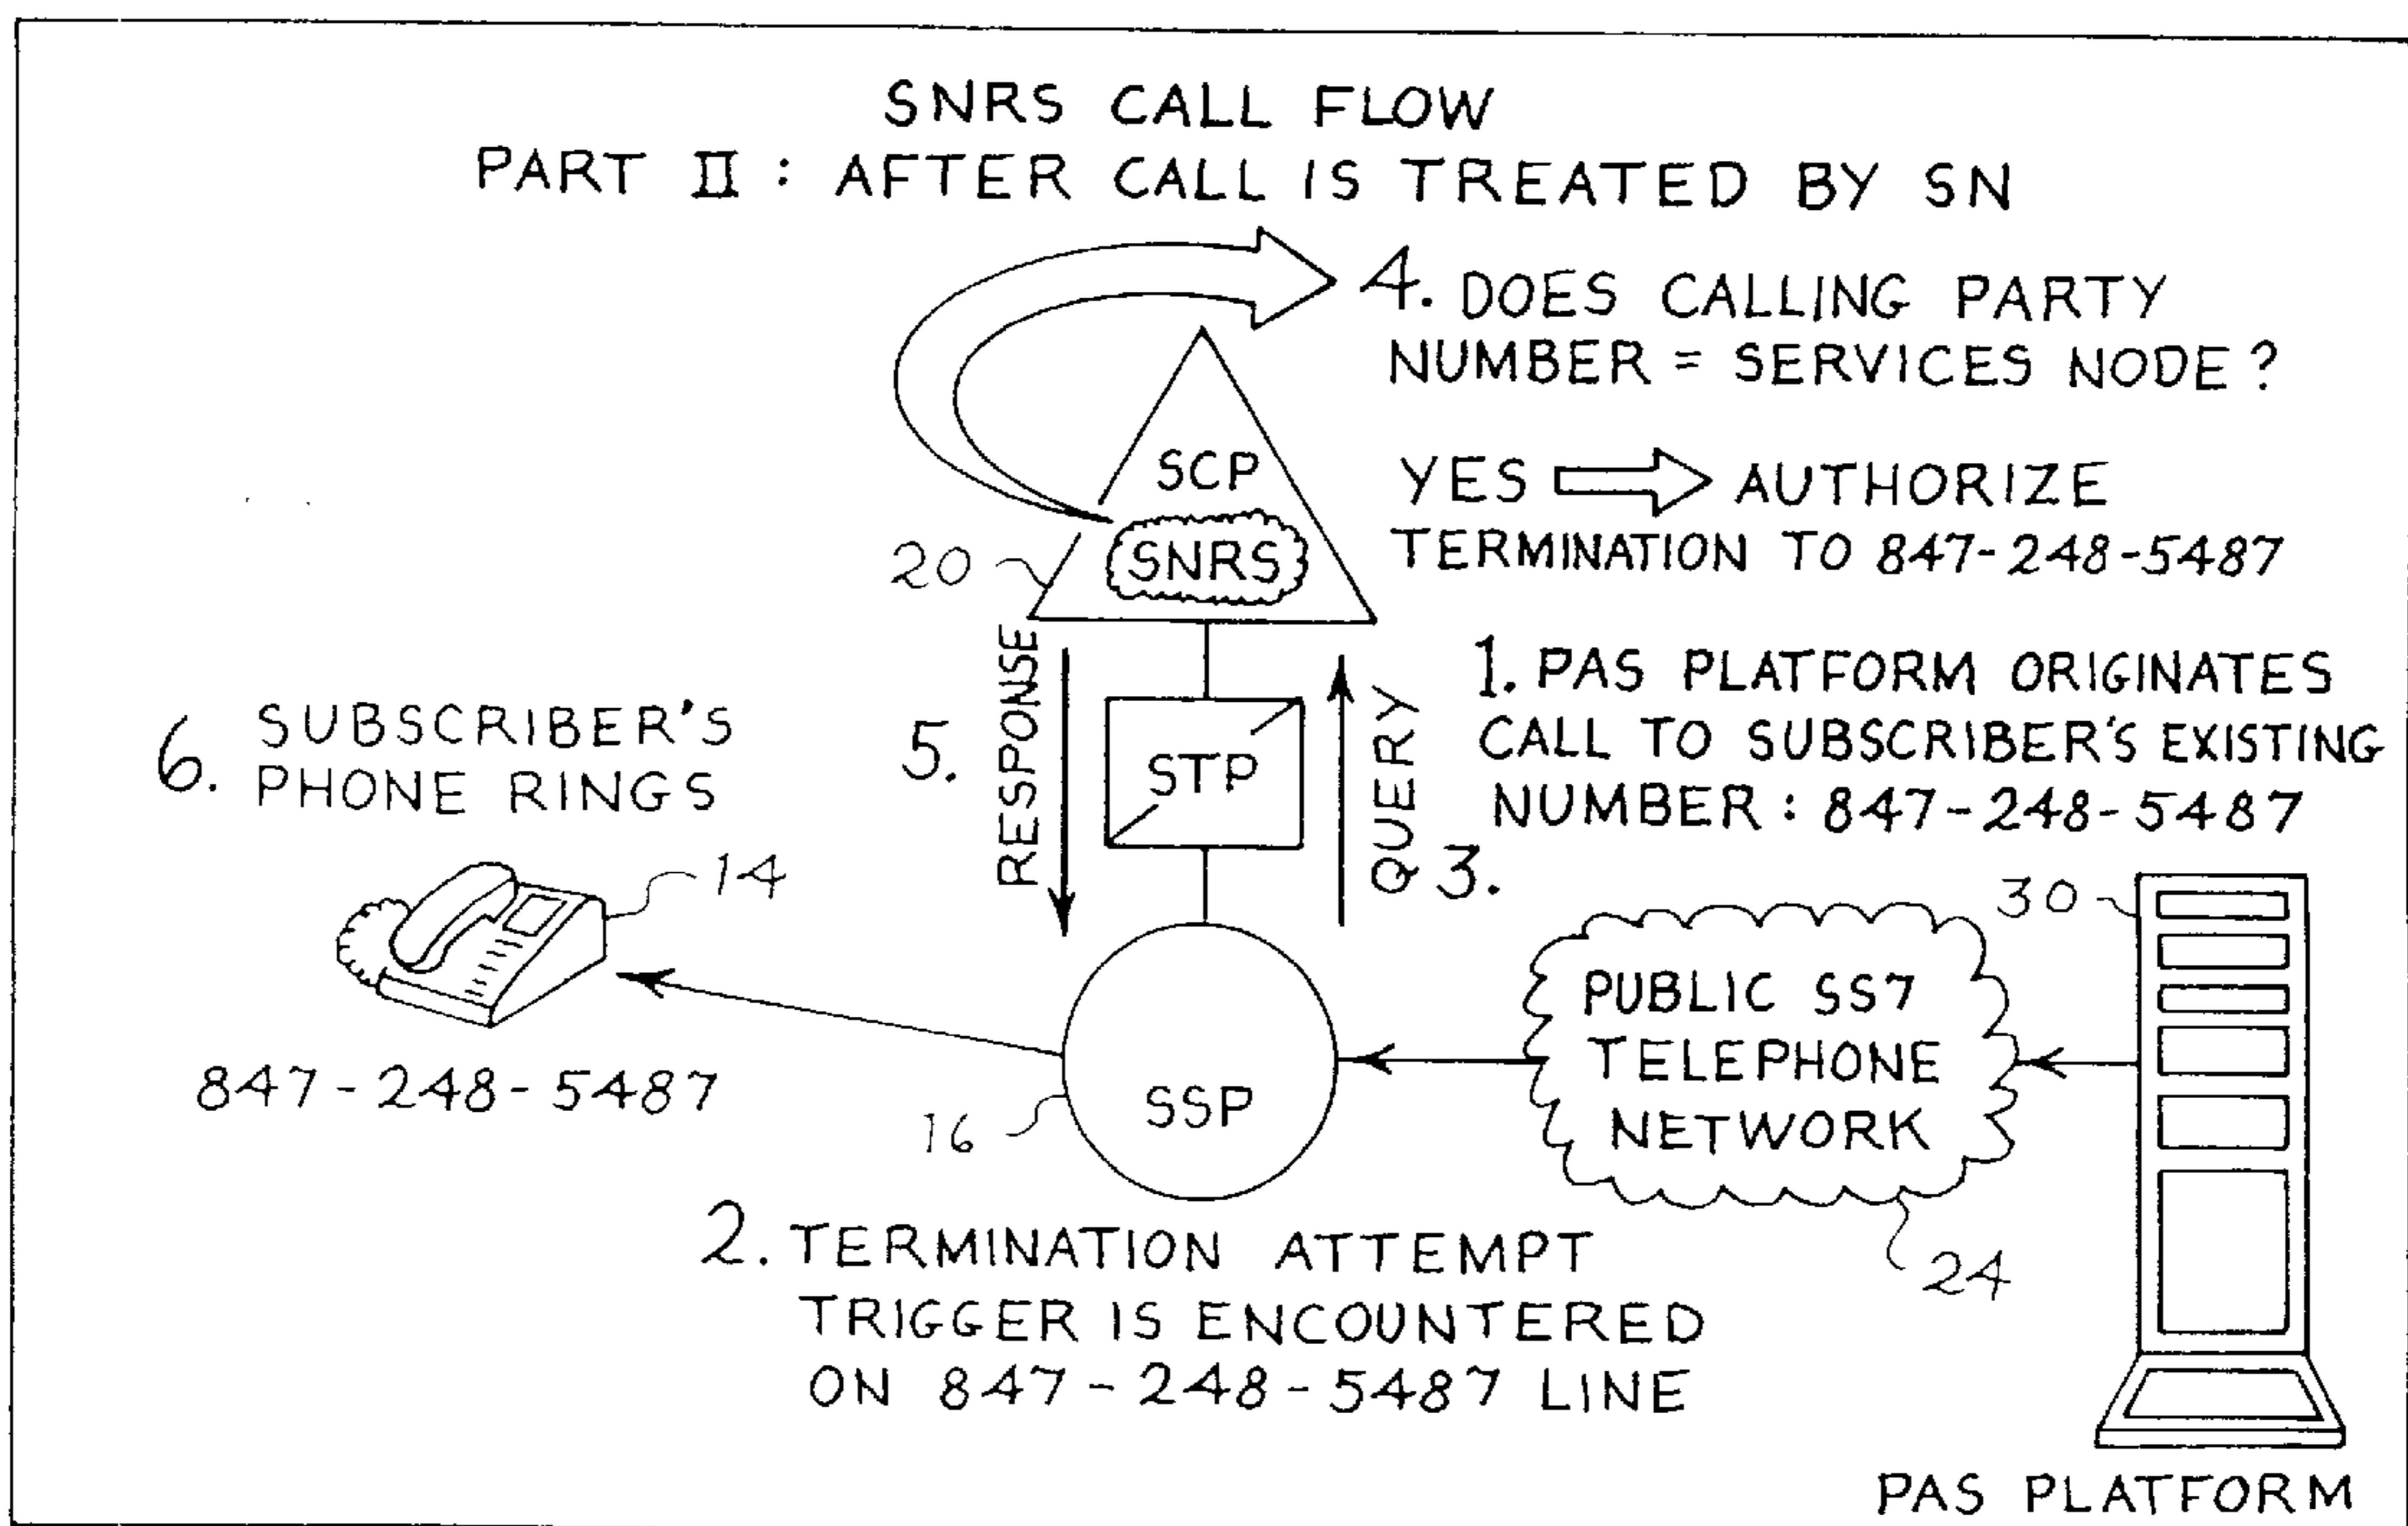 SNRS CALL FLOW
PART II : AFTER CALL IS TREATED BY SN
4. DOES CALLING PARTY
NUMBER = SERVICES NODE ?
YES AUTHORIZE
TERMINATION TO 847-248-5487
SCP
SNRS
20
RESPONSE
5.
STP
QUERY
3.
1. PAS PLATFORM ORIGINATES
CALL TO SUBSCRIBER'S EXISTING
NUMBER : 847-248-5487
6. SUBSCRIBER'S
PHONE RINGS
14
847-248-5487
SSP
16
PUBLIC SS7
TELEPHONE
NETWORK
24
30
2. TERMINATION ATTEMPT
TRIGGER IS ENCOUNTERED
ON 847-248-5487 LINE
PAS PLATFORM